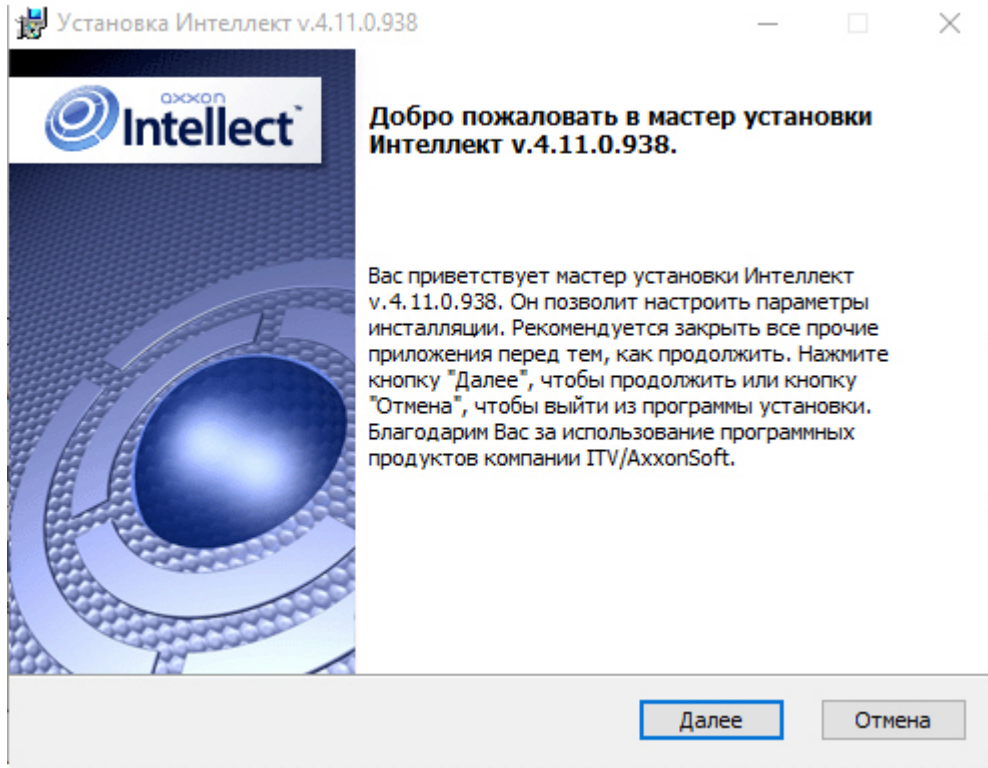 Установка Интеллект v.4.11.0.938
axxon
Intellect
Добро пожаловать в мастер установки
Интеллект v.4.11.0.938.
Вас приветствует мастер установки Интеллект
v.4.11.0.938. Он позволит настроить параметры
инсталляции. Рекомендуется закрыть все прочие
приложения перед тем, как продолжить. Нажмите
кнопку "Далее", чтобы продолжить или кнопку
"Отмена", чтобы выйти из программы установки.
Благодарим Вас за использование программных
продуктов компании ITV/AxxonSoft.
Далее
Отмена